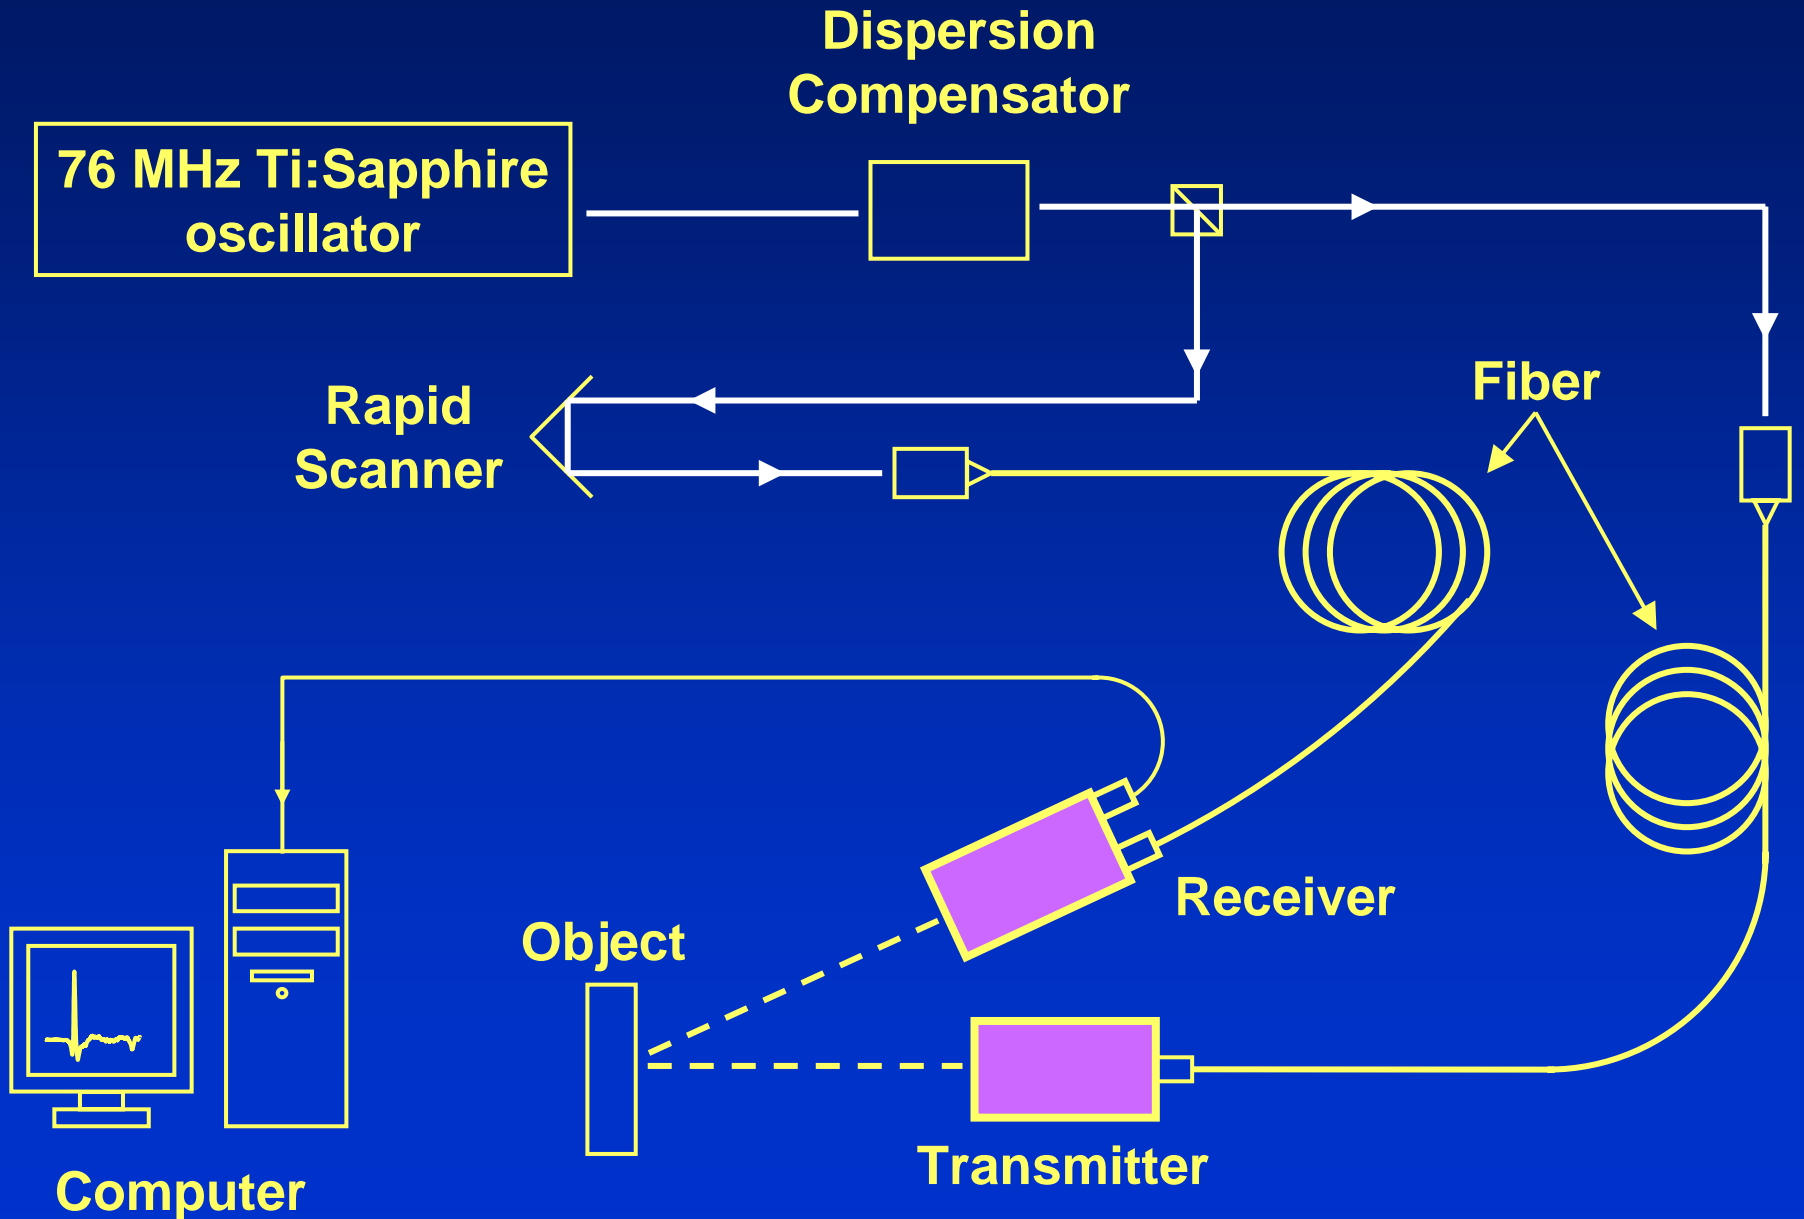 Dispersion
Compensator
76 MHz Ti:Sapphire
oscillator
Fiber
Rapid
Scanner
Receiver
Object
Transmitter
Computer